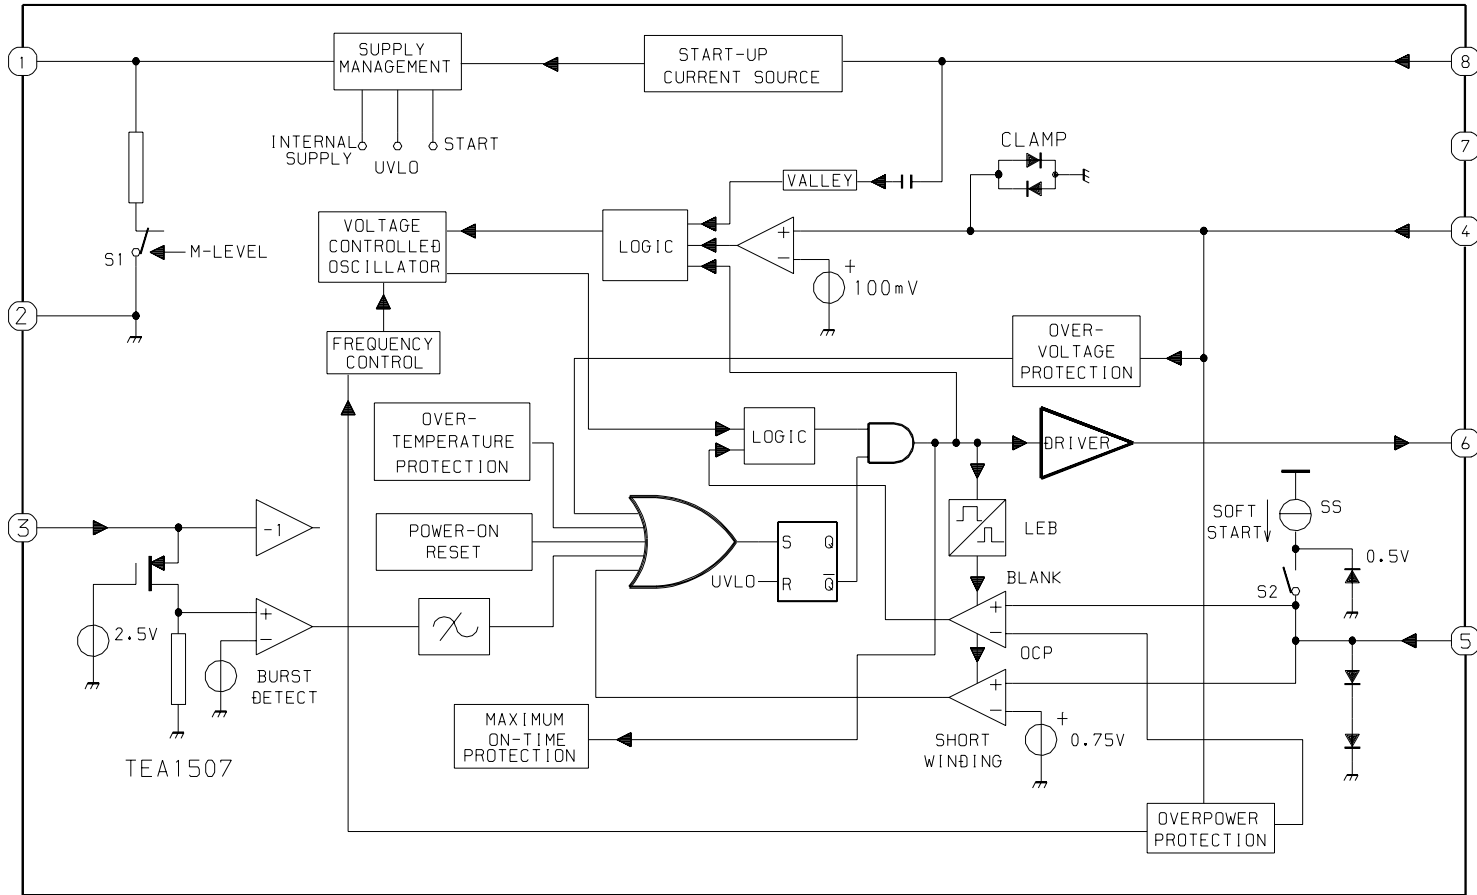 1
SUPPLY
MANAGEMENT
START-UP
CURRENT SOURCE
8
INTERNAL
SUPPLY
UVLO
START
CLAMP
7
VALLEY
VOLTAGE
CONTROLLED
OSCILLATOR
LOGIC
+
−
+
100mV
4
S1
M-LEVEL
2
FREQUENCY
CONTROL
OVER-
VOLTAGE
PROTECTION
OVER-
TEMPERATURE
PROTECTION
LOGIC
DRIVER
6
3
-1
POWER-ON
RESET
S Q
R Q̅
UVLO
LEB
SOFT
START
SS
0.5V
S2
BLANK
2.5V
+
−
BURST
DETECT
+
−
OCP
5
+
−
SHORT
WINDING
+
0.75V
MAXIMUM
ON-TIME
PROTECTION
TEA1507
OVERPOWER
PROTECTION